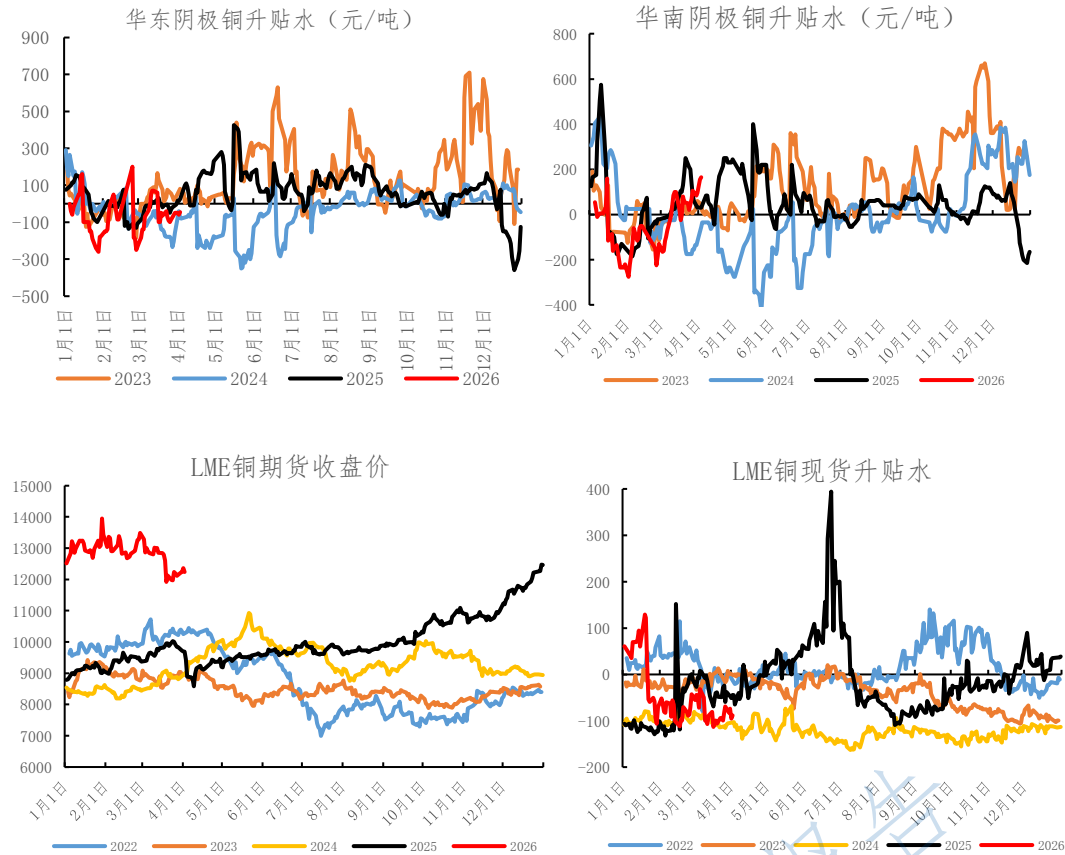 华东阴极铜升贴水（元/吨）
900
700
500
300
100
-100
-300
-500
1月1日
2月1日
3月1日
4月1日
5月1日
6月1日
7月1日
8月1日
9月1日
10月1日
11月1日
12月1日
2023 2024 2025 2026
华南阴极铜升贴水（元/吨）
800
600
400
200
0
-200
-400
1月1日
2月1日
3月1日
4月1日
5月1日
6月1日
7月1日
8月1日
9月1日
10月1日
11月1日
12月1日
2023 2024 2025 2026
LME铜期货收盘价
15000
14000
13000
12000
11000
10000
9000
8000
7000
6000
1月1日
2月1日
3月1日
4月1日
5月1日
6月1日
7月1日
8月1日
9月1日
10月1日
11月1日
12月1日
2022 2023 2024 2025 2026
LME铜现货升贴水
400
300
200
100
0
-100
-200
1月1日
2月1日
3月1日
4月1日
5月1日
6月1日
7月1日
8月1日
9月1日
10月1日
11月1日
12月1日
2022 2023 2024 2025 2026
告